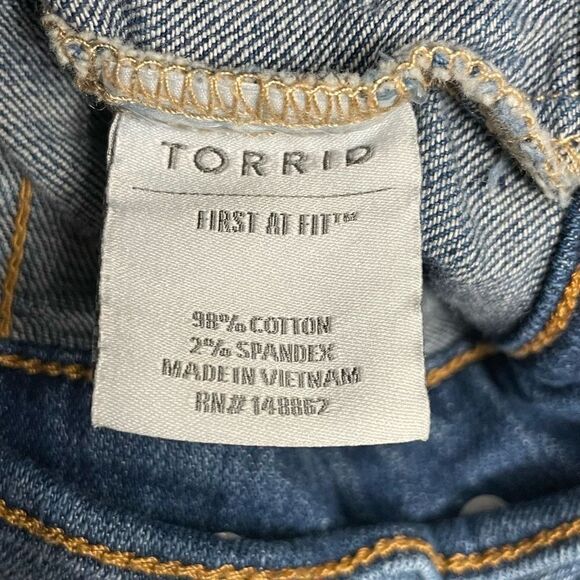 TORRID
FIRST AT FIT™
98% COTTON
2% SPANDEX
MADE IN VIETNAM
RN# 148862